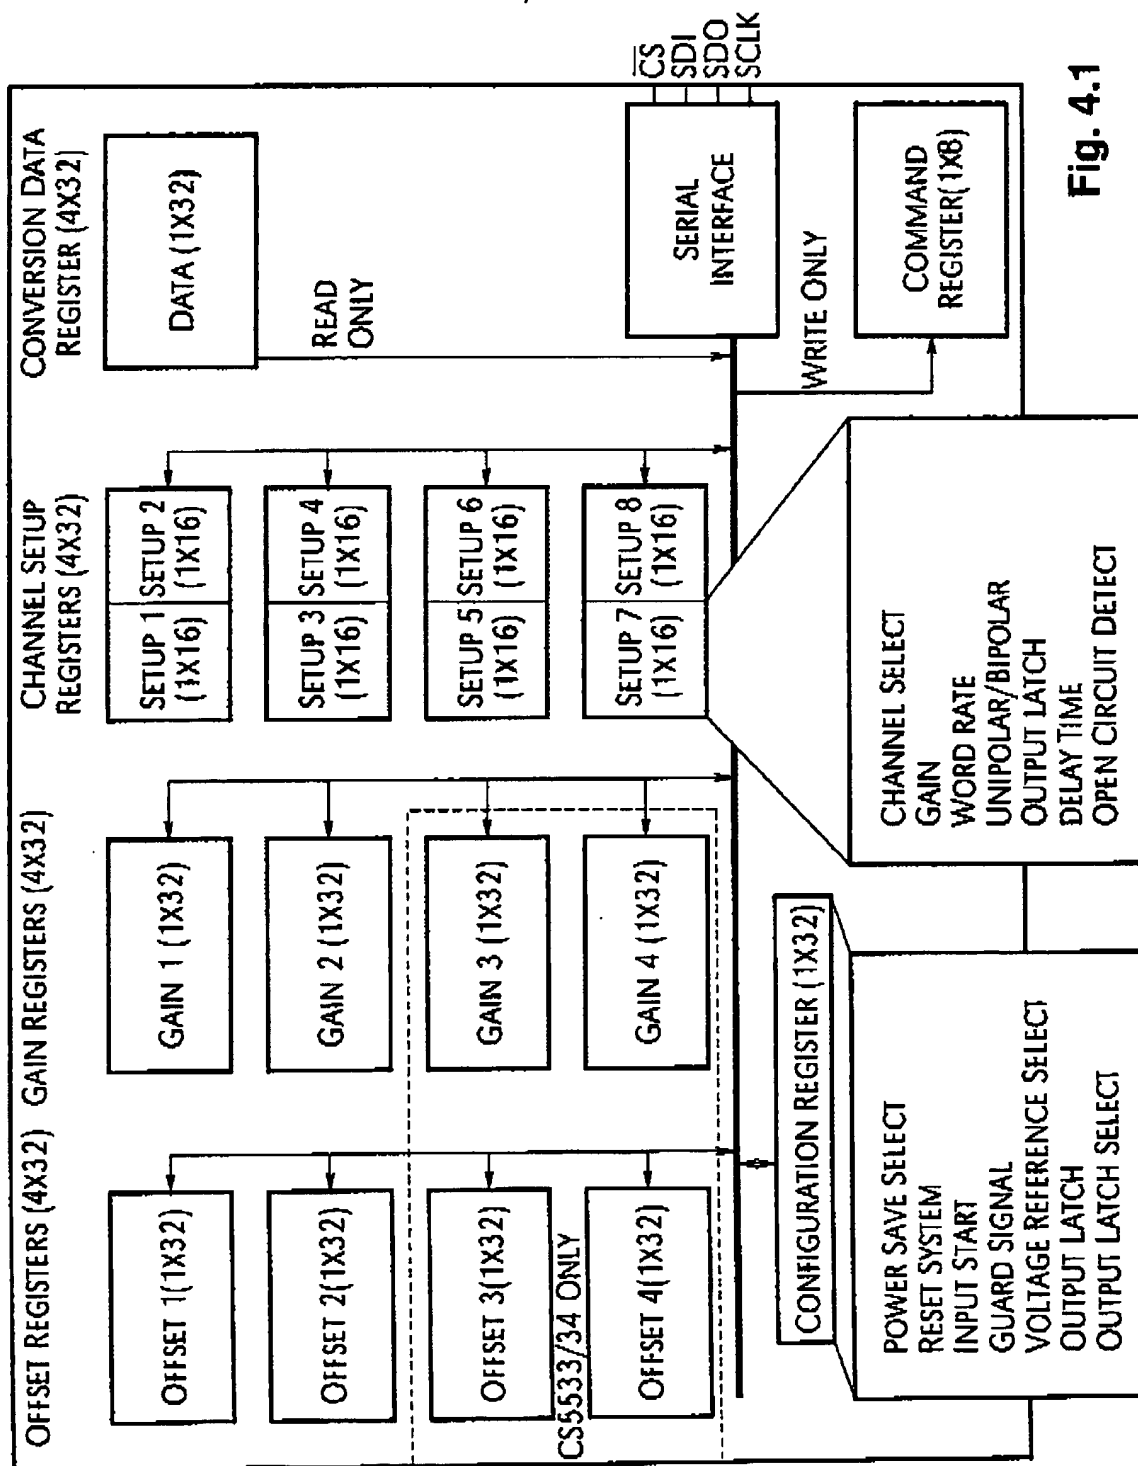 OFFSET REGISTERS (4X32)
GAIN REGISTERS (4X32)
CHANNEL SETUP
REGISTERS (4X32)
CONVERSION DATA
REGISTER (4X32)
OFFSET 1(1X32)
GAIN 1 (1X32)
SETUP 1
(1X16)
SETUP 2
(1X16)
DATA (1X32)
OFFSET 2(1X32)
GAIN 2 (1X32)
SETUP 3
(1X16)
SETUP 4
(1X16)
READ
ONLY
OFFSET 3(1X32)
GAIN 3 (1X32)
SETUP 5
(1X16)
SETUP 6
(1X16)
CS5533/34 ONLY
OFFSET 4(1X32)
GAIN 4 (1X32)
SETUP 7
(1X16)
SETUP 8
(1X16)
SERIAL
INTERFACE
CS
SDI
SDO
SCLK
WRITE ONLY
CONFIGURATION REGISTER (1X32)
COMMAND
REGISTER(1X8)
POWER SAVE SELECT
RESET SYSTEM
INPUT START
GUARD SIGNAL
VOLTAGE REFERENCE SELECT
OUTPUT LATCH
OUTPUT LATCH SELECT
CHANNEL SELECT
GAIN
WORD RATE
UNIPOLAR/BIPOLAR
OUTPUT LATCH
DELAY TIME
OPEN CIRCUIT DETECT
Fig. 4.1